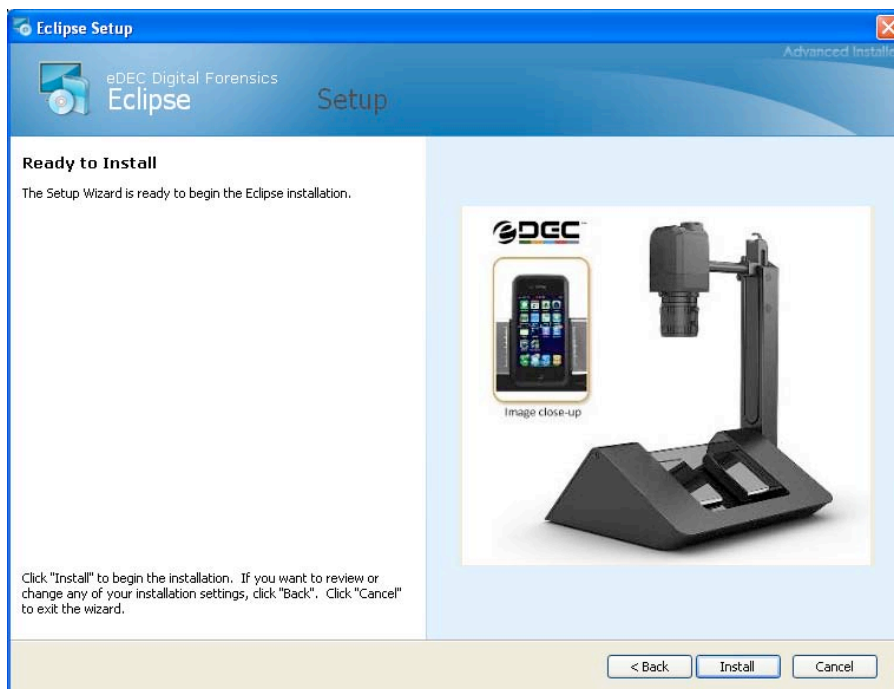 Eclipse Setup
Advanced Installe
eDEC Digital Forensics
Eclipse
Setup
Ready to Install
The Setup Wizard is ready to begin the Eclipse installation.
eDEC
Image close-up
Click "Install" to begin the installation. If you want to review or
change any of your installation settings, click "Back". Click "Cancel"
to exit the wizard.
< Back
Install
Cancel